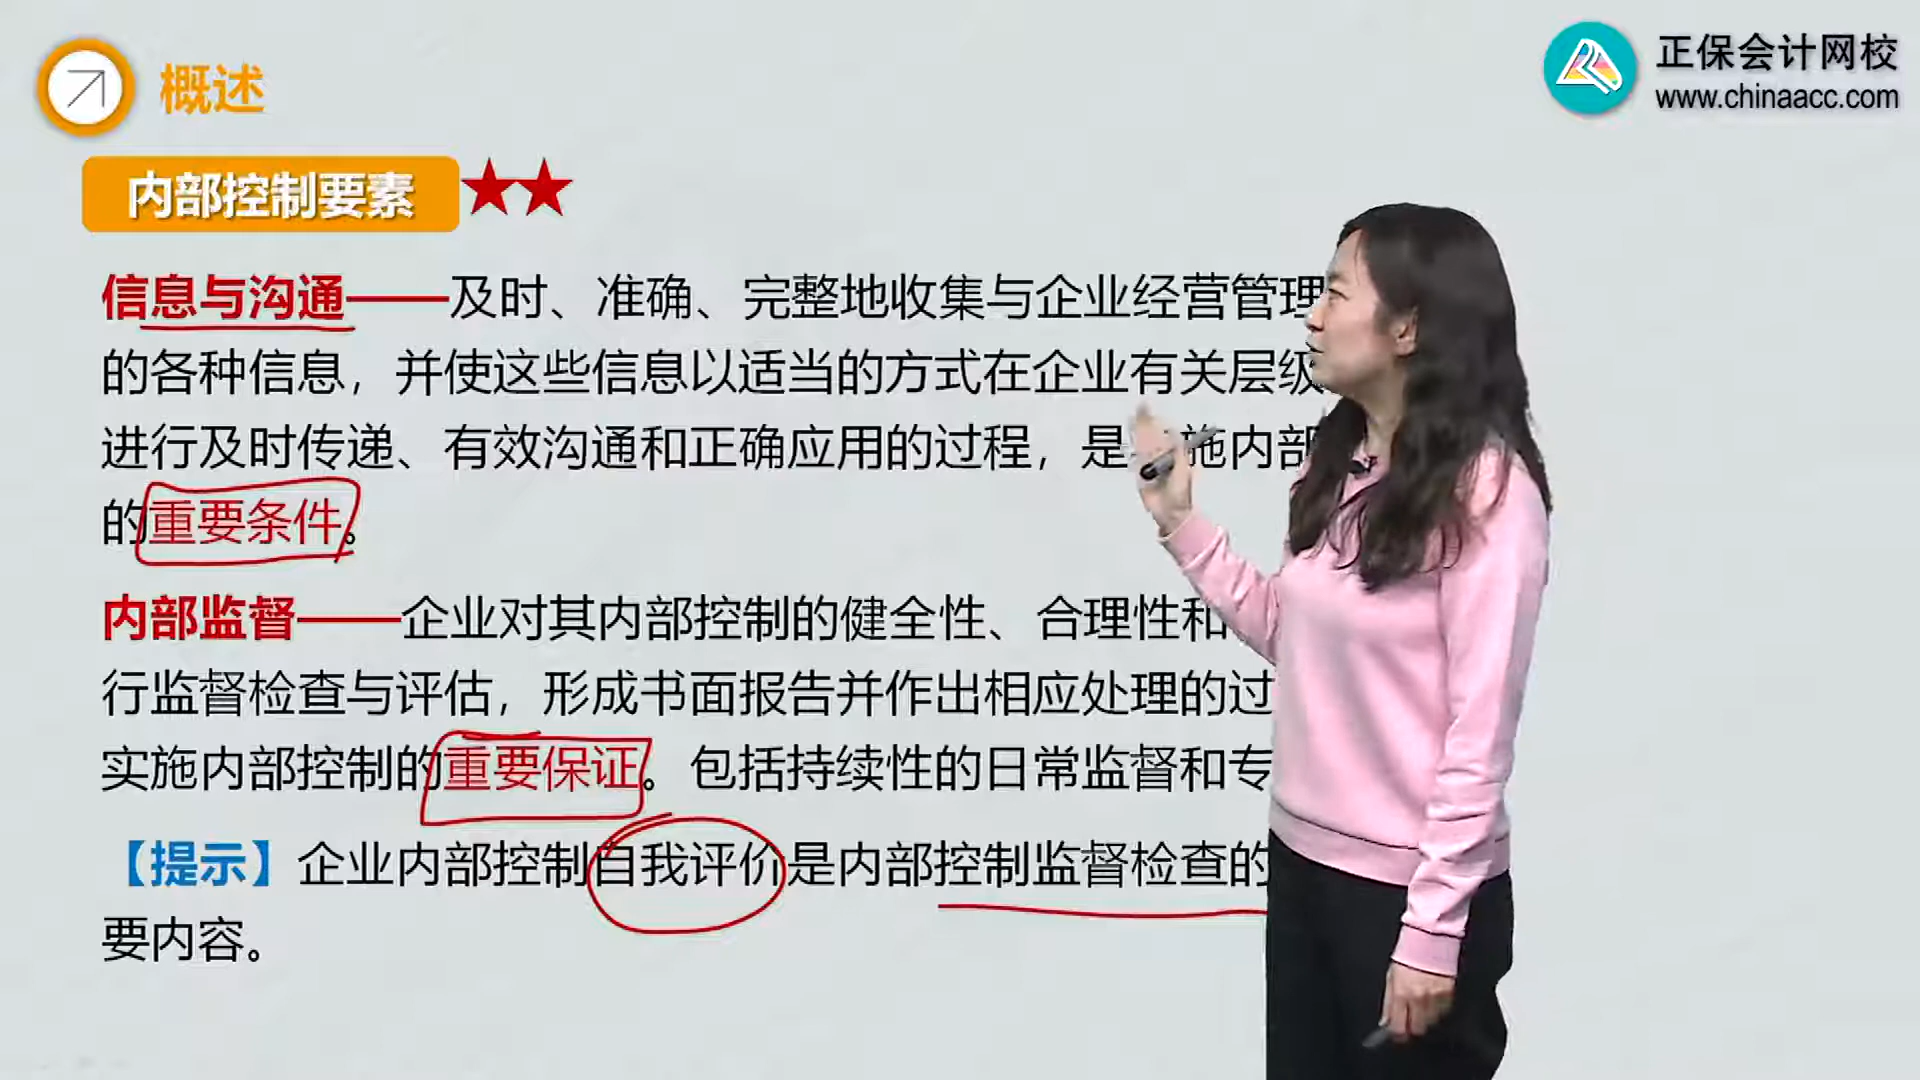 概述
正保会计网校
www.chinaacc.com
内部控制要素
信息与沟通——及时、准确、完整地收集与企业经营管理
的各种信息，并使这些信息以适当的方式在企业有关层级
进行及时传递、有效沟通和正确应用的过程，是 施内部
的重要条件。
内部监督——企业对其内部控制的健全性、合理性和
行监督检查与评估，形成书面报告并作出相应处理的过
实施内部控制的重要保证。包括持续性的日常监督和专
【提示】企业内部控制自我评价是内部控制监督检查的
要内容。